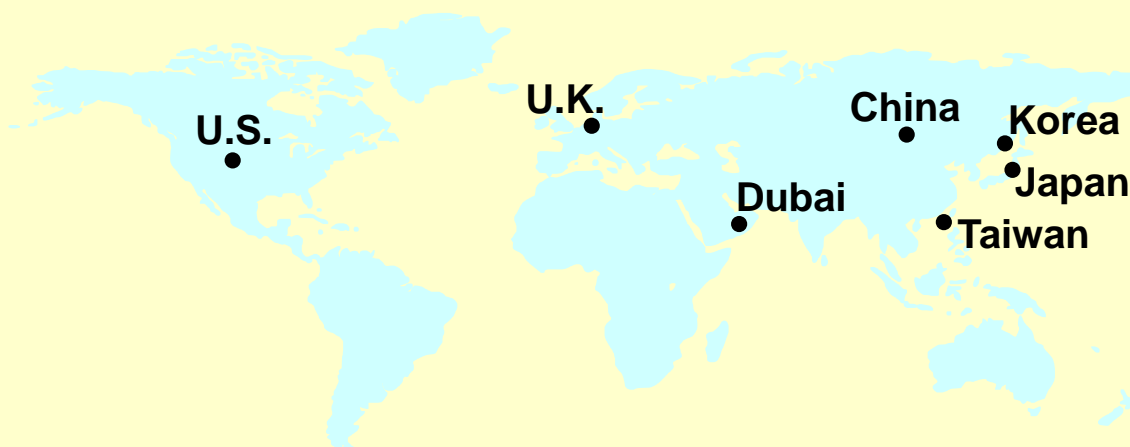 U.S.
U.K.
China
Korea
Japan
Dubai
Taiwan